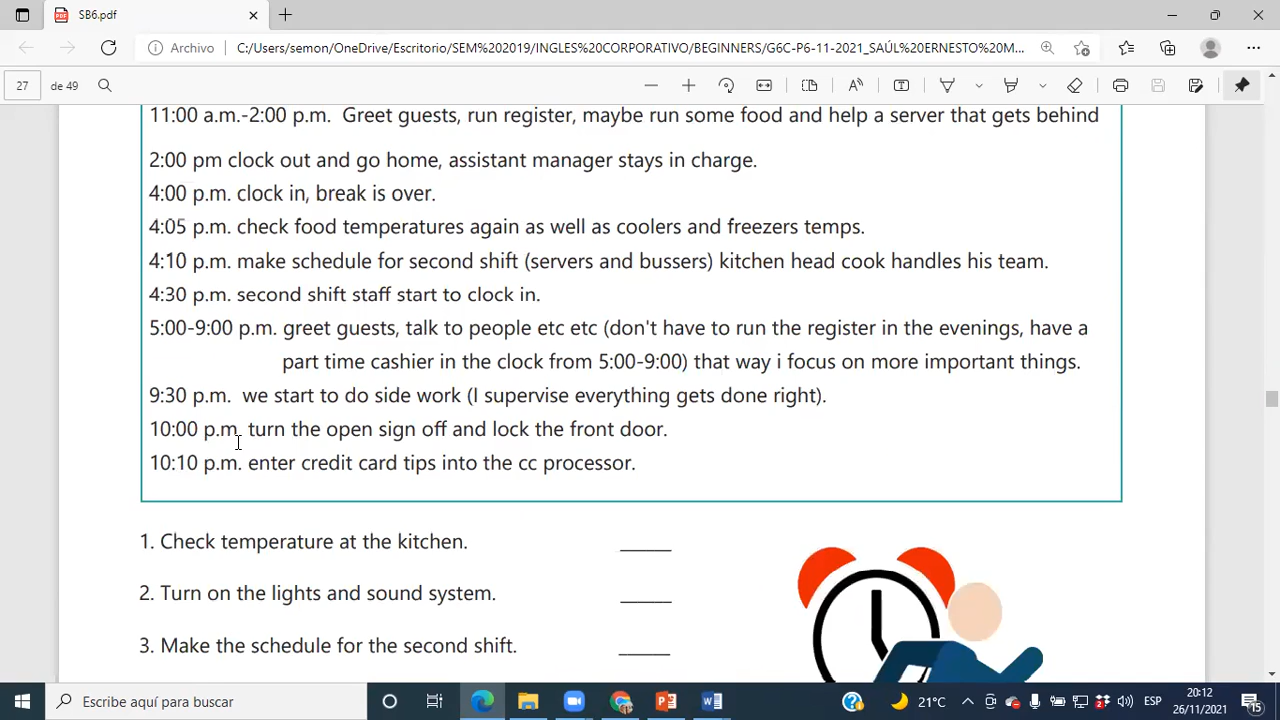 SB6.pdf
Archivo
C:/Users/semon/OneDrive/Escritorio/SEM%202019/INGLES%20CORPORATIVO/BEGINNERS/G6C-P6-11-2021_SAÚL%20ERNESTO%20M...
27 de 49
11:00 a.m.-2:00 p.m. Greet guests, run register, maybe run some food and help a server that gets behind
2:00 pm clock out and go home, assistant manager stays in charge.
4:00 p.m. clock in, break is over.
4:05 p.m. check food temperatures again as well as coolers and freezers temps.
4:10 p.m. make schedule for second shift (servers and bussers) kitchen head cook handles his team.
4:30 p.m. second shift staff start to clock in.
5:00-9:00 p.m. greet guests, talk to people etc etc (don't have to run the register in the evenings, have a
part time cashier in the clock from 5:00-9:00) that way i focus on more important things.
9:30 p.m. we start to do side work (I supervise everything gets done right).
10:00 p.m. turn the open sign off and lock the front door.
10:10 p.m. enter credit card tips into the cc processor.
1. Check temperature at the kitchen. _____
2. Turn on the lights and sound system. _____
3. Make the schedule for the second shift. _____
Escribe aquí para buscar
21°C
ESP
20:12
26/11/2021
15